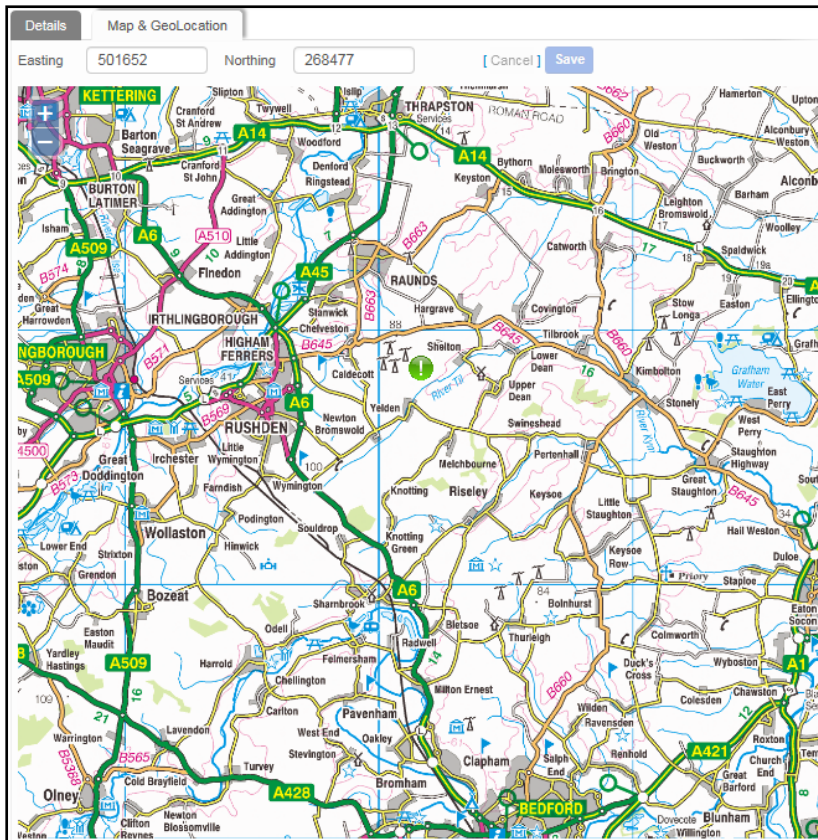 Details Map & GeoLocation
Easting 501652 Northing 268477 [ Cancel ] Save
+
−
KETTERING
Slipton
Islip
Hamerton
Cranford St Andrew
Twywell
THRAPSTON
Services
ROMAN ROAD
B662
B660
Old Weston
Alconbury Weston
Barton Seagrave
A14
Woodford
Cranford St John
Denford
Ringstead
A14
Bythorn
Molesworth
Brington
Buckworth
Keyston
Leighton Bromswold
Barham
BURTON LATIMER
Great Addington
Woolley
Isham
River Ise
A6
A510
Little Addington
B663
Catworth
Spaldwick
A509
B574
Finedon
A45
RAUNDS
Great Harrowden
Stanwick
Hargrave
Covington
Stow Longa
Easton
Ellington
IRTHLINGBOROUGH
Chelveston
B663
HIGHAM FERRERS
B645
Shelton
B645
Tilbrook
B660
B571
Lower Dean
Kimbolton
Grafham Water
A509
Services
Caldecott
River Til
Upper Dean
Stonely
East Perry
B569
A6
Yelden
Newton Bromswold
Swineshead
River Kym
West Perry
RUSHDEN
Staughton Highway
Great Doddington
Irchester
Little Wymington
Pertenhall
Melchbourne
B573
Farndish
Wymington
Knotting
Riseley
Keysoe
Great Staughton
B645
Podington
Little Staughton
Wollaston
Souldrop
Knotting Green
Hail Weston
Lower End
Strixton
Hinwick
Keysoe Row
Duloe
Grendon
Priory
Staploe
Bozeat
Sharnbrook
A6
Bolnhurst
Eaton Socon
Easton Maudit
Odell
Bletsoe
Thurleigh
Colmworth
Radwell
Yardley Hastings
A509
Harrold
Felmersham
Duck's Cross
Wyboston
A1
Chellington
Milton Ernest
B660
Chawston
Carlton
Pavenham
Wilden
Colesden
Ravensden
Warrington
Lavendon
West End
Oakley
Roxton
B565
Stevington
Clapham
Salph End
Renhold
A421
Church End
B5368
Cold Brayfield
Turvey
Great Barford
Olney
A428
Bromham
BEDFORD
Clifton Reynes
Newton Blossomville
Dovecote
Blunham
Willington